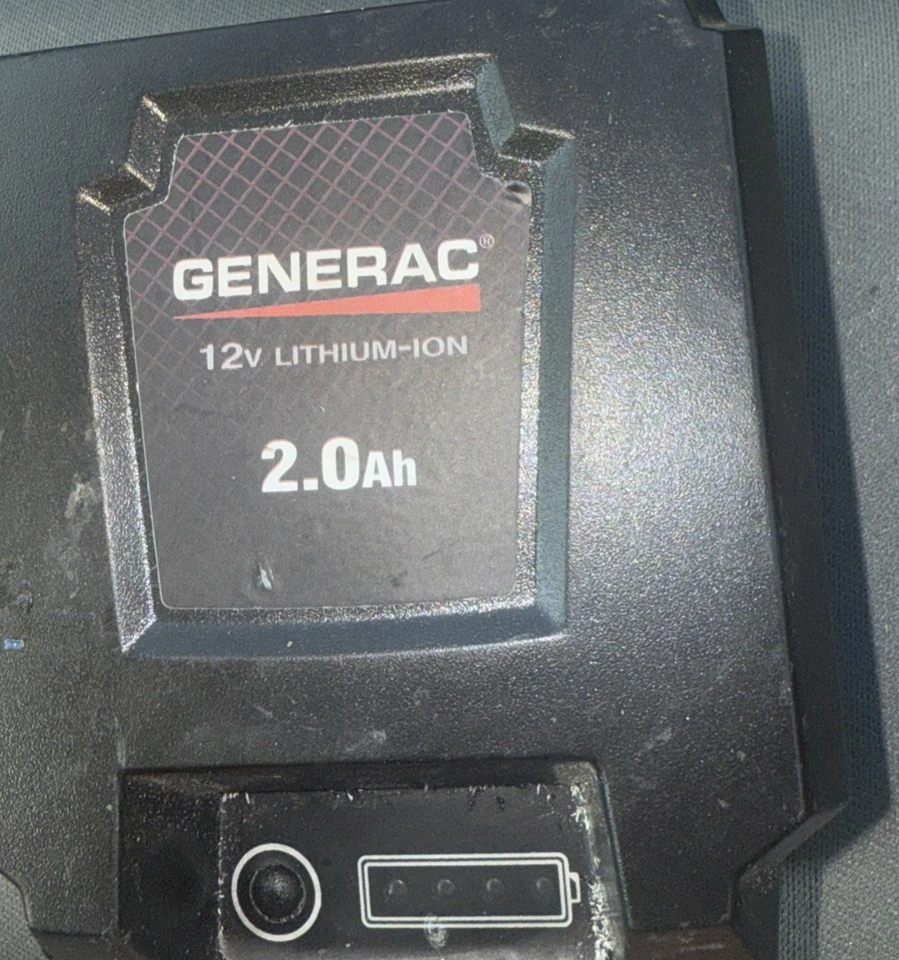 GENERAC®
12V LITHIUM-ION
2.0Ah